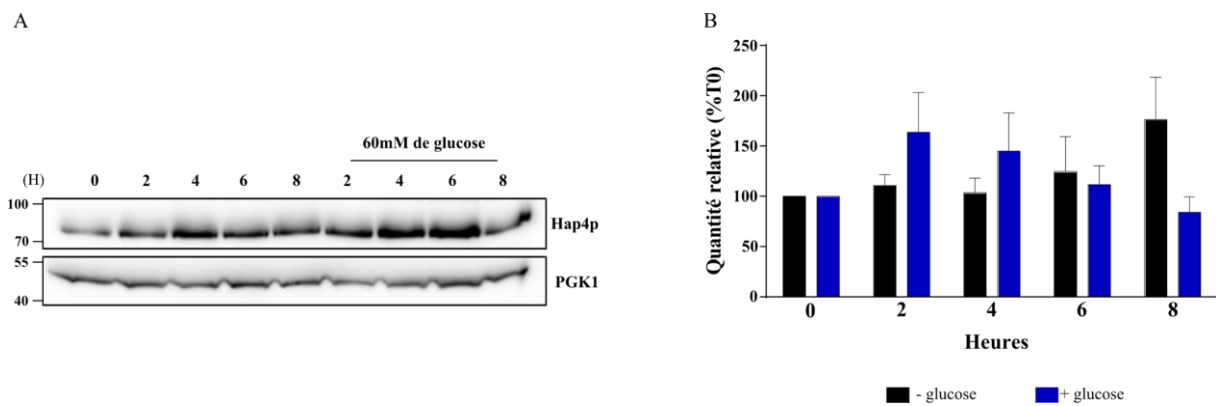 A
60mM de glucose
(H) 0 2 4 6 8 2 4 6 8
100
70
Hap4p
55
40
PGK1
B
Quantité relative (%T0)
250
200
150
100
50
0
0 2 4 6 8
Heures
- glucose + glucose